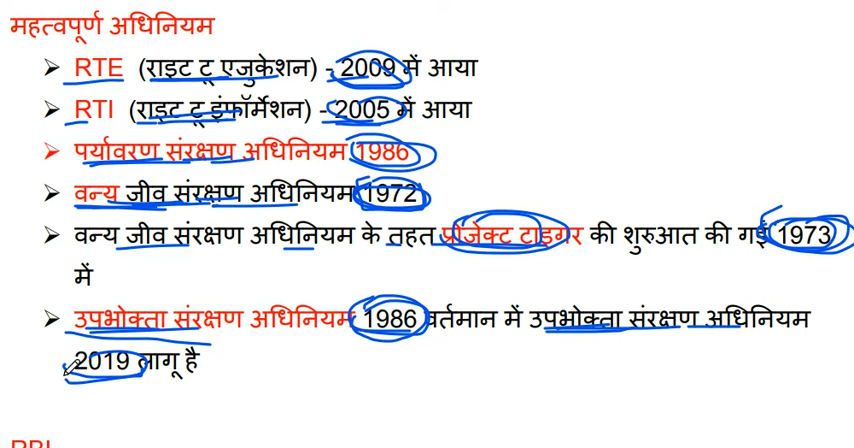 महत्वपूर्ण अधिनियम
➤ RTE (राइट टू एजुकेशन) - 2009 में आया
➤ RTI (राइट टू इंफॉर्मेशन) - 2005 में आया
➤ पर्यावरण संरक्षण अधिनियम 1986
➤ वन्य जीव संरक्षण अधिनियम 1972
➤ वन्य जीव संरक्षण अधिनियम के तहत प्रोजेक्ट टाइगर की शुरुआत की गई 1973
में
➤ उपभोक्ता संरक्षण अधिनियम 1986 वर्तमान में उपभोक्ता संरक्षण अधिनियम
2019 लागू है